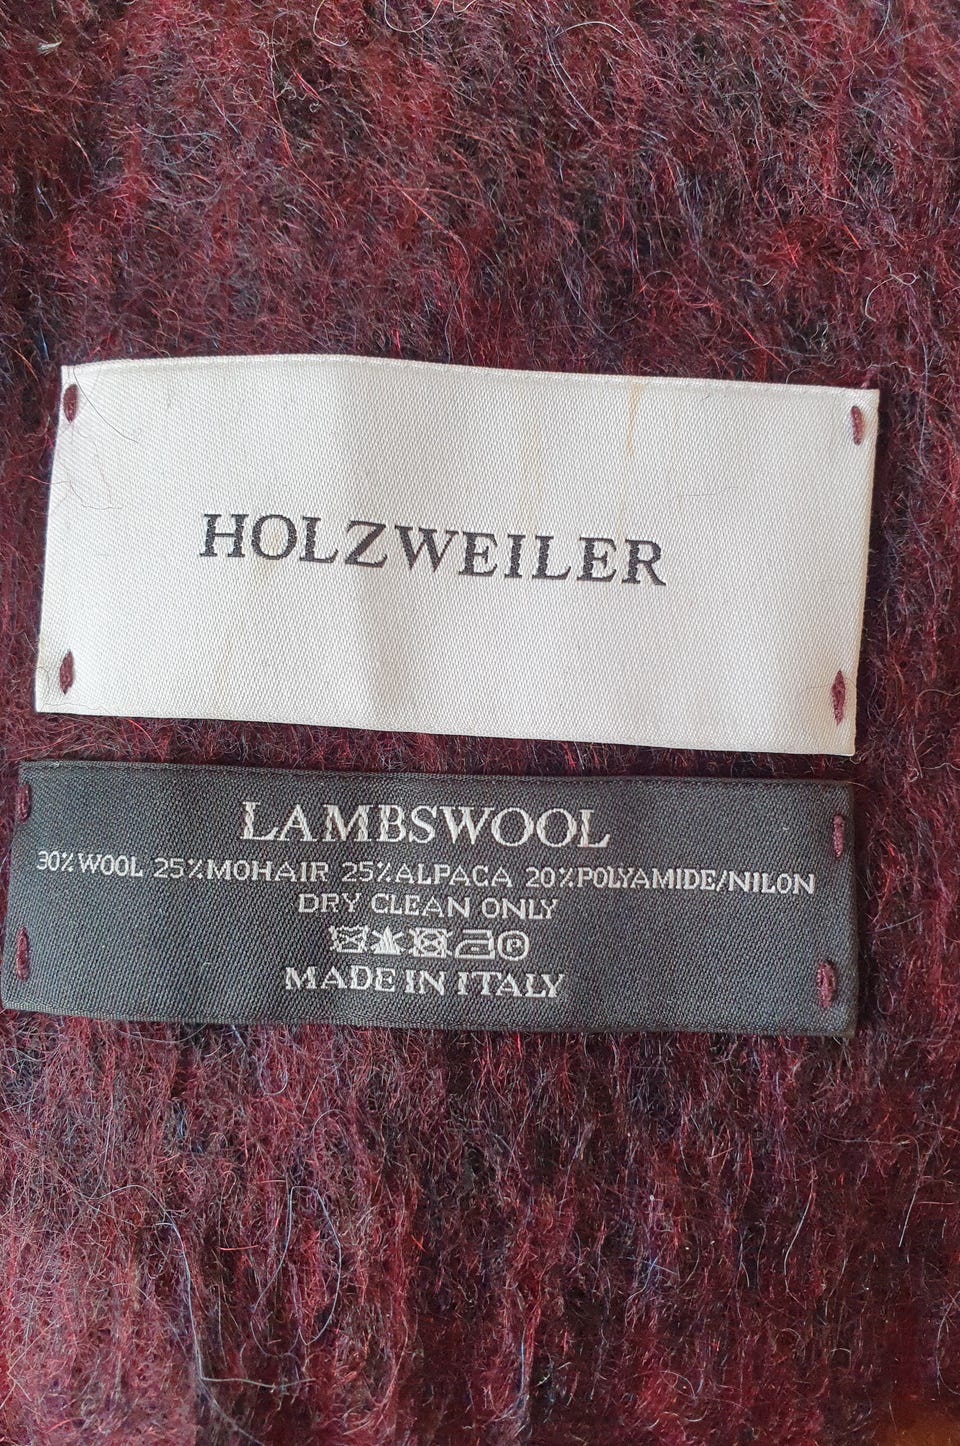 HOLZWEILER
LAMBSWOOL
30%WOOL 25%MOHAIR 25%ALPACA 20%POLYAMIDE/NILON
DRY CLEAN ONLY
P
MADE IN ITALY